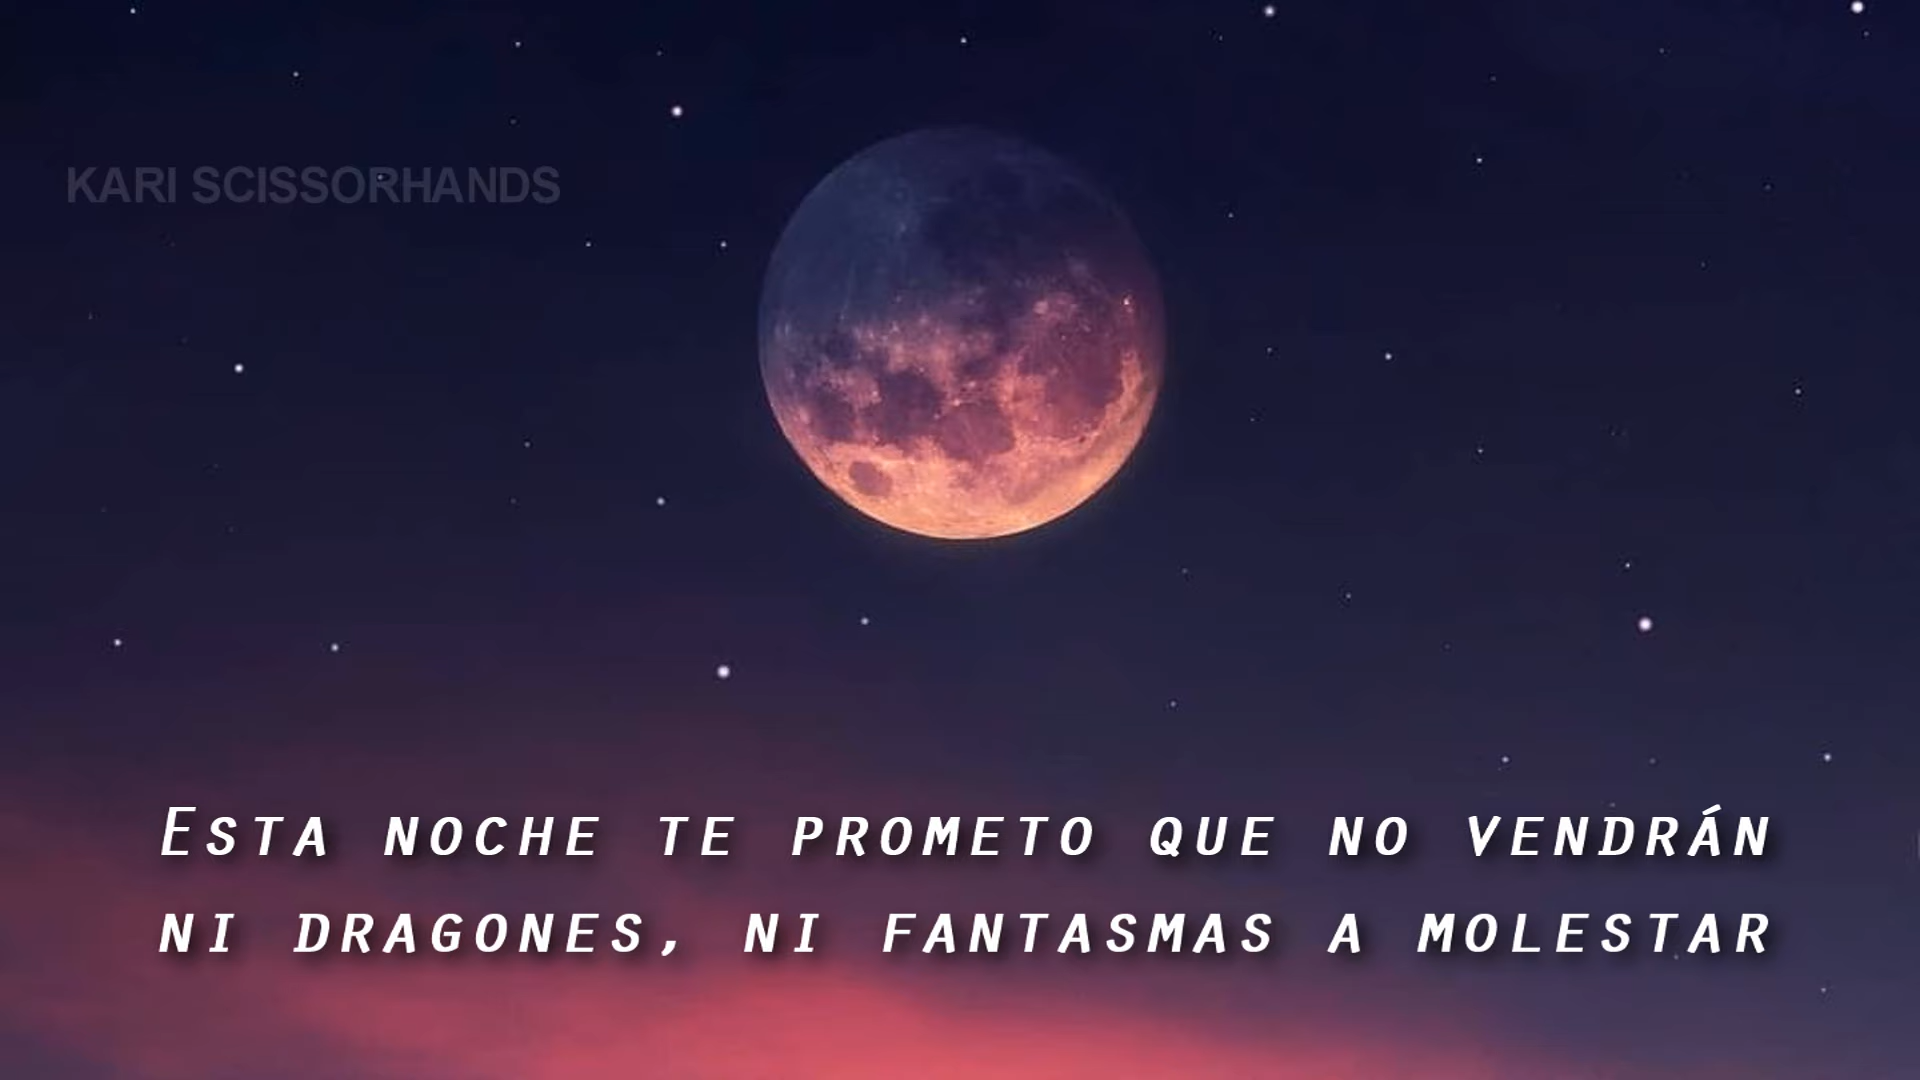 KARI SCISSORHANDS
ESTA NOCHE TE PROMETO QUE NO VENDRÁN
NI DRAGONES, NI FANTASMAS A MOLESTAR